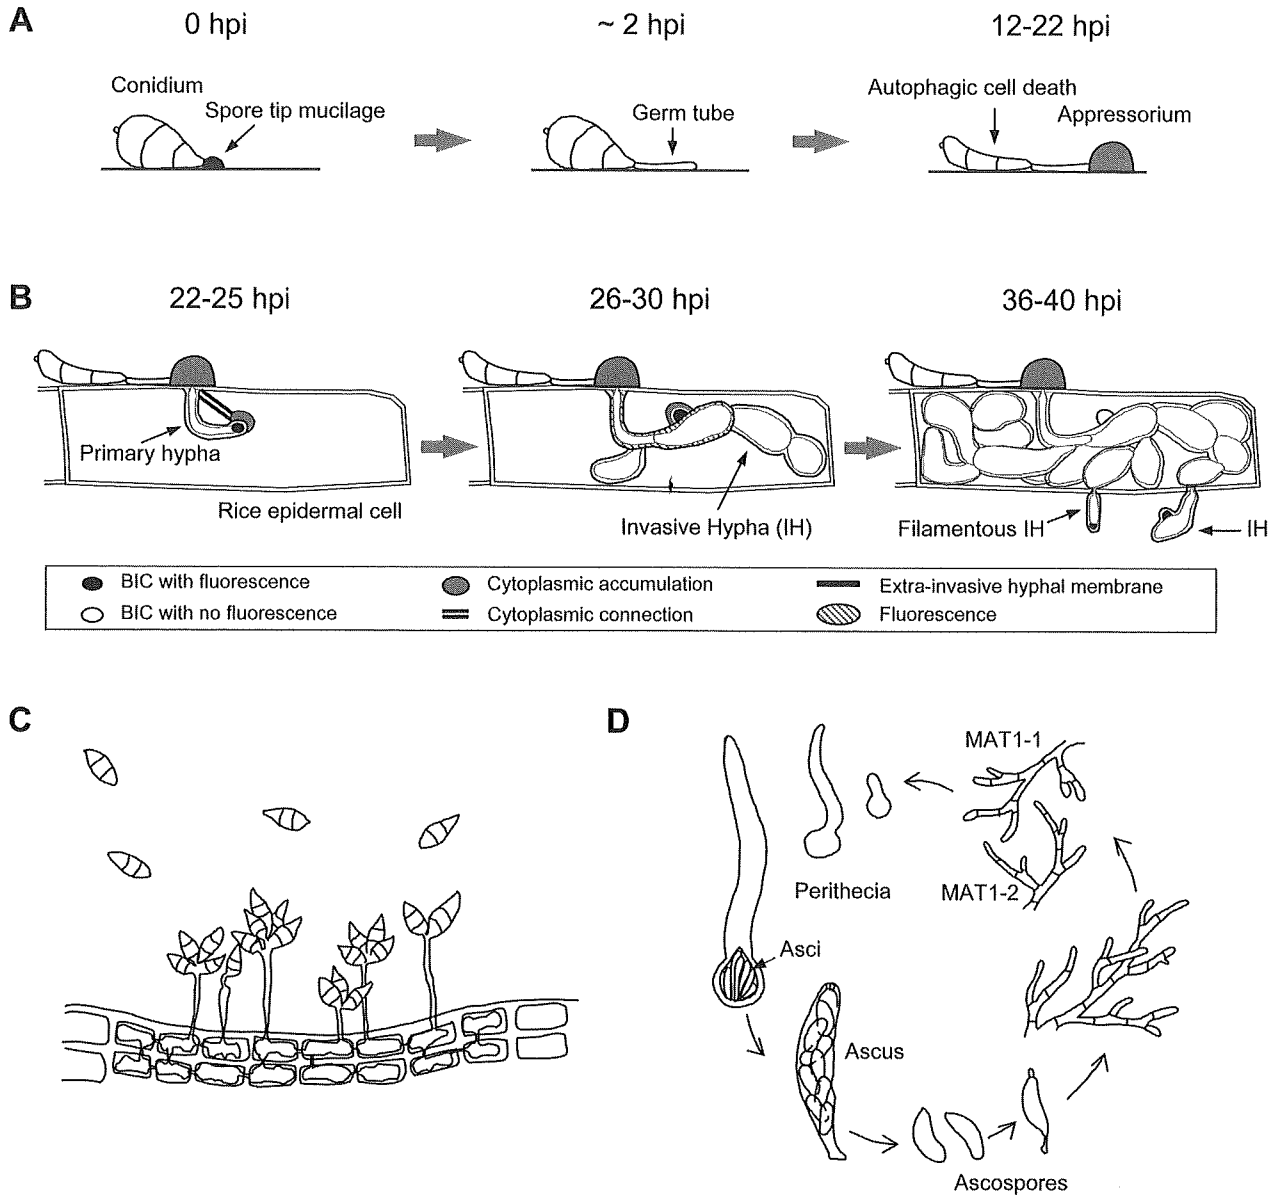 A
0 hpi
~ 2 hpi
12-22 hpi
Conidium
Spore tip mucilage
Germ tube
Autophagic cell death
Appressorium
B
22-25 hpi
26-30 hpi
36-40 hpi
Primary hypha
Rice epidermal cell
Invasive Hypha (IH)
Filamentous IH
IH
BIC with fluorescence
Cytoplasmic accumulation
Extra-invasive hyphal membrane
BIC with no fluorescence
Cytoplasmic connection
Fluorescence
C
D
MAT1-1
MAT1-2
Perithecia
Asci
Ascus
Ascospores